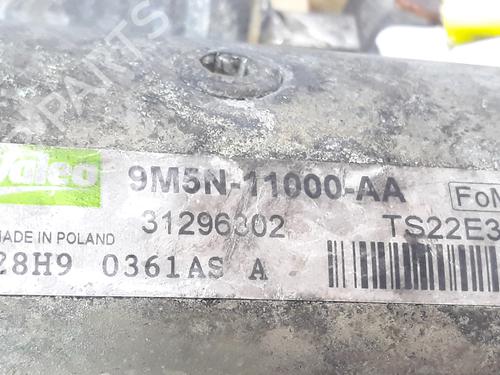 Valeo
9M5N-11000-AA
FoM
31296302
TS22E3
MADE IN POLAND
28H9 0361AS A